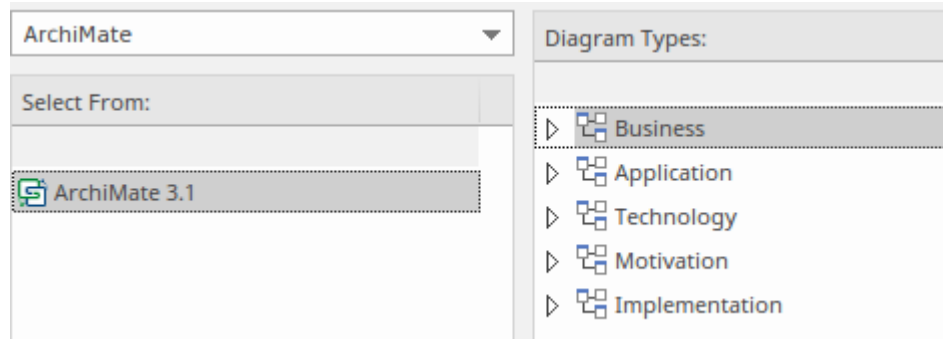 ArchiMate
Select From:
ArchiMate 3.1
Diagram Types:
Business
Application
Technology
Motivation
Implementation